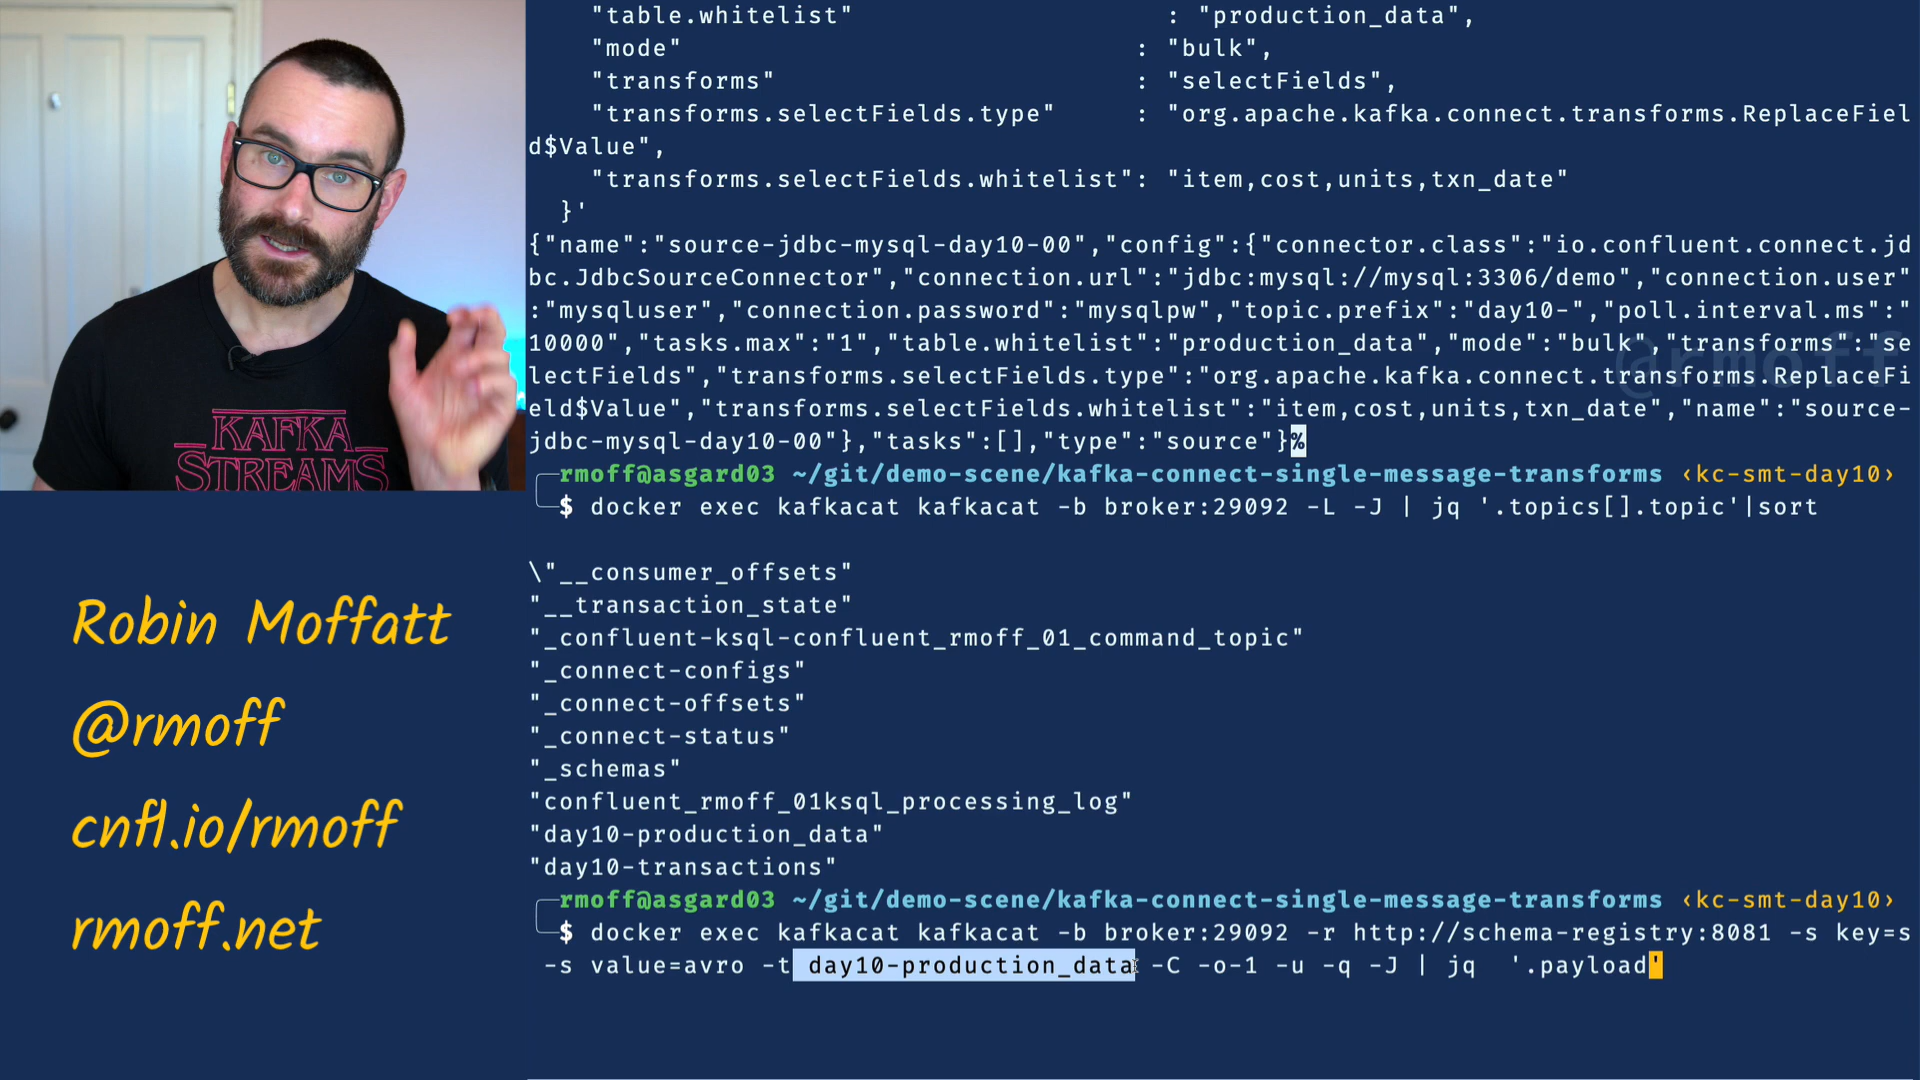 KAFKA
STREAMS
Robin Moffatt
@rmoff
cnfl.io/rmoff
rmoff.net
"table.whitelist" : "production_data",
"mode" : "bulk",
"transforms" : "selectFields",
"transforms.selectFields.type" : "org.apache.kafka.connect.transforms.ReplaceFiel
d$Value",
"transforms.selectFields.whitelist": "item,cost,units,txn_date"
}'
{"name":"source-jdbc-mysql-day10-00","config":{"connector.class":"io.confluent.connect.jd
bc.JdbcSourceConnector","connection.url":"jdbc:mysql://mysql:3306/demo","connection.user"
:"mysqluser","connection.password":"mysqlpw","topic.prefix":"day10-","poll.interval.ms":"
10000","tasks.max":"1","table.whitelist":"production_data","mode":"bulk","transforms":"se
lectFields","transforms.selectFields.type":"org.apache.kafka.connect.transforms.ReplaceFi
eld$Value","transforms.selectFields.whitelist":"item,cost,units,txn_date","name":"source-
jdbc-mysql-day10-00"},"tasks":[],"type":"source"}%
@rmoff
rmoff@asgard03 ~/git/demo-scene/kafka-connect-single-message-transforms ‹kc-smt-day10›
$ docker exec kafkacat kafkacat -b broker:29092 -L -J | jq '.topics[].topic'|sort
\"__consumer_offsets"
"__transaction_state"
"_confluent-ksql-confluent_rmoff_01_command_topic"
"_connect-configs"
"_connect-offsets"
"_connect-status"
"_schemas"
"confluent_rmoff_01ksql_processing_log"
"day10-production_data"
"day10-transactions"
rmoff@asgard03 ~/git/demo-scene/kafka-connect-single-message-transforms ‹kc-smt-day10›
$ docker exec kafkacat kafkacat -b broker:29092 -r http://schema-registry:8081 -s key=s
-s value=avro -t day10-production_data -C -o-1 -u -q -J | jq '.payload'